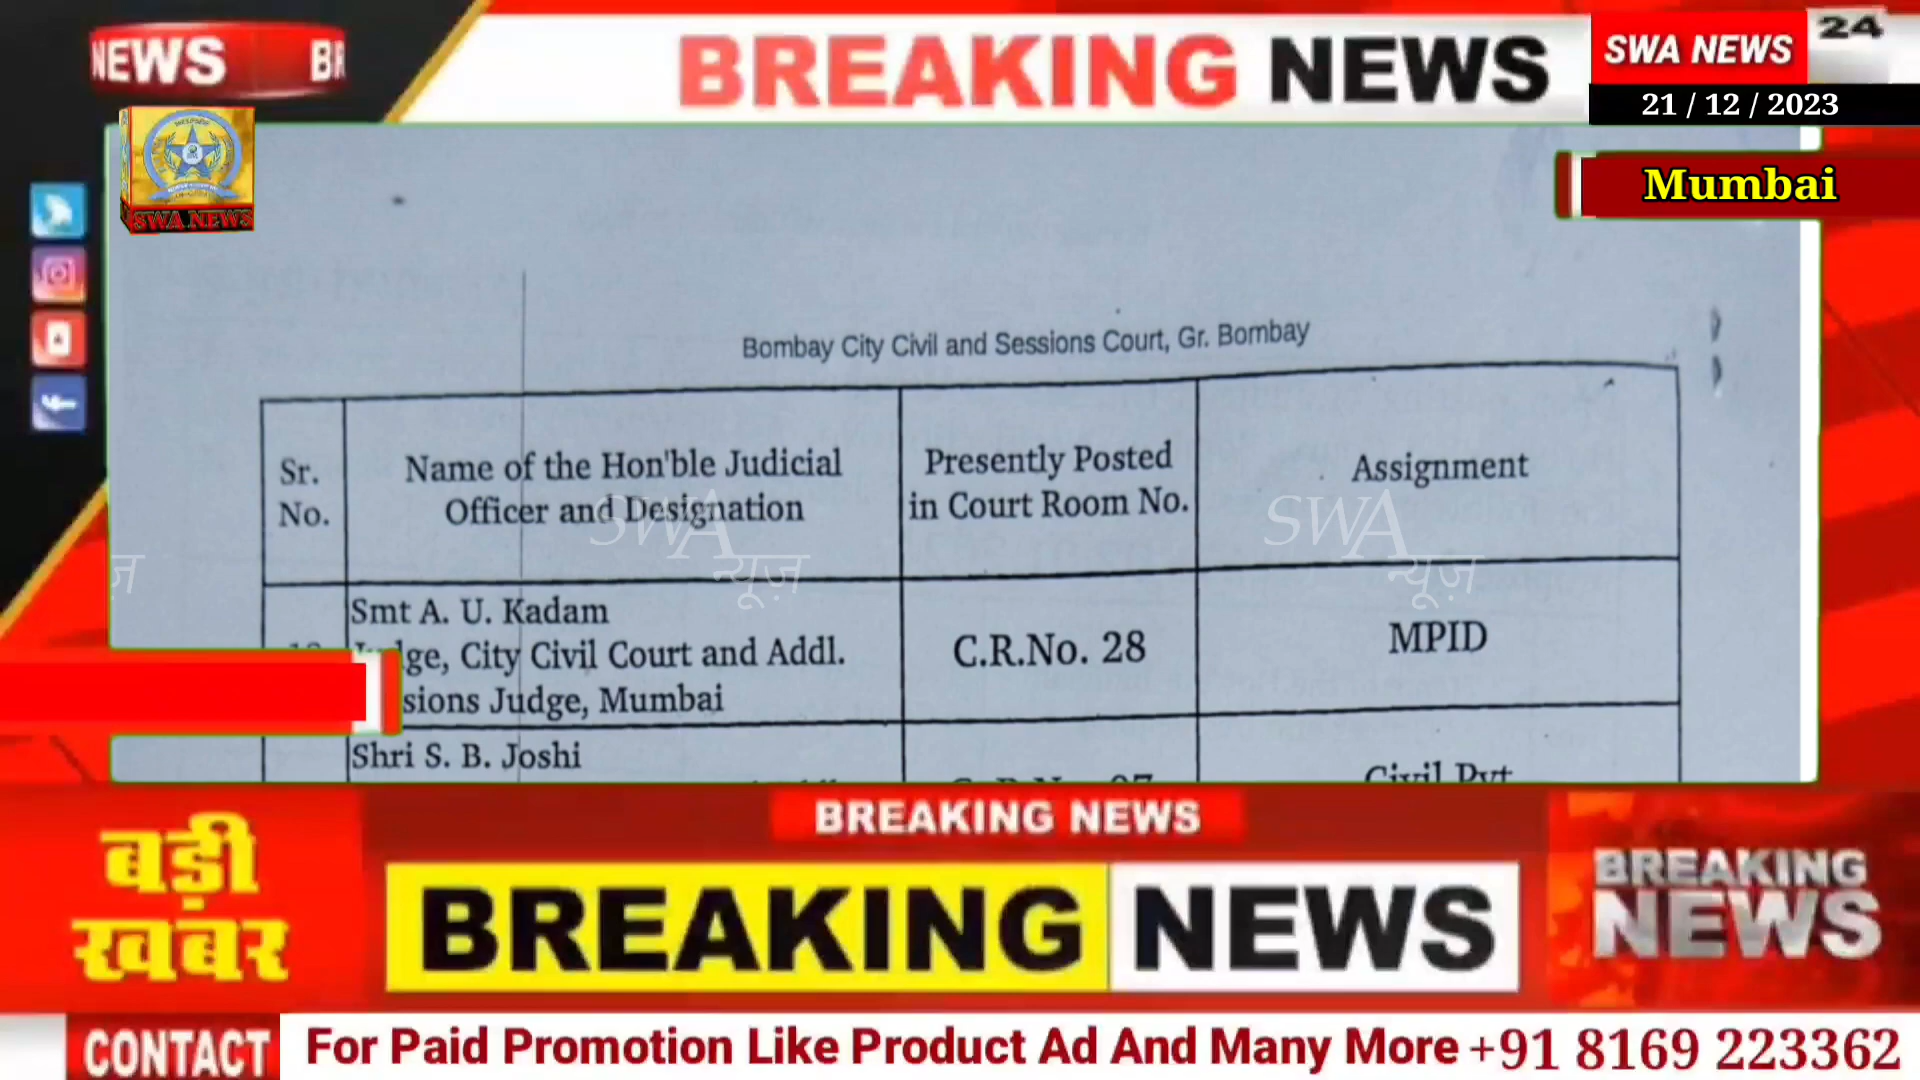 NEWS BR
BREAKING NEWS
SWA NEWS
24
21 / 12 / 2023
SWA NEWS
Mumbai
Bombay City Civil and Sessions Court, Gr. Bombay
Sr.
No.
Name of the Hon'ble Judicial
Officer and Designation
Presently Posted
in Court Room No.
Assignment
SWA
न्यूज़
SWA
न्यूज़
Smt A. U. Kadam
Judge, City Civil Court and Addl.
sions Judge, Mumbai
C.R.No. 28
MPID
Shri S. B. Joshi
Civil Pvt
बड़ी
खबर
BREAKING NEWS
BREAKING NEWS
BREAKING
NEWS
CONTACT
For Paid Promotion Like Product Ad And Many More +91 8169 223362